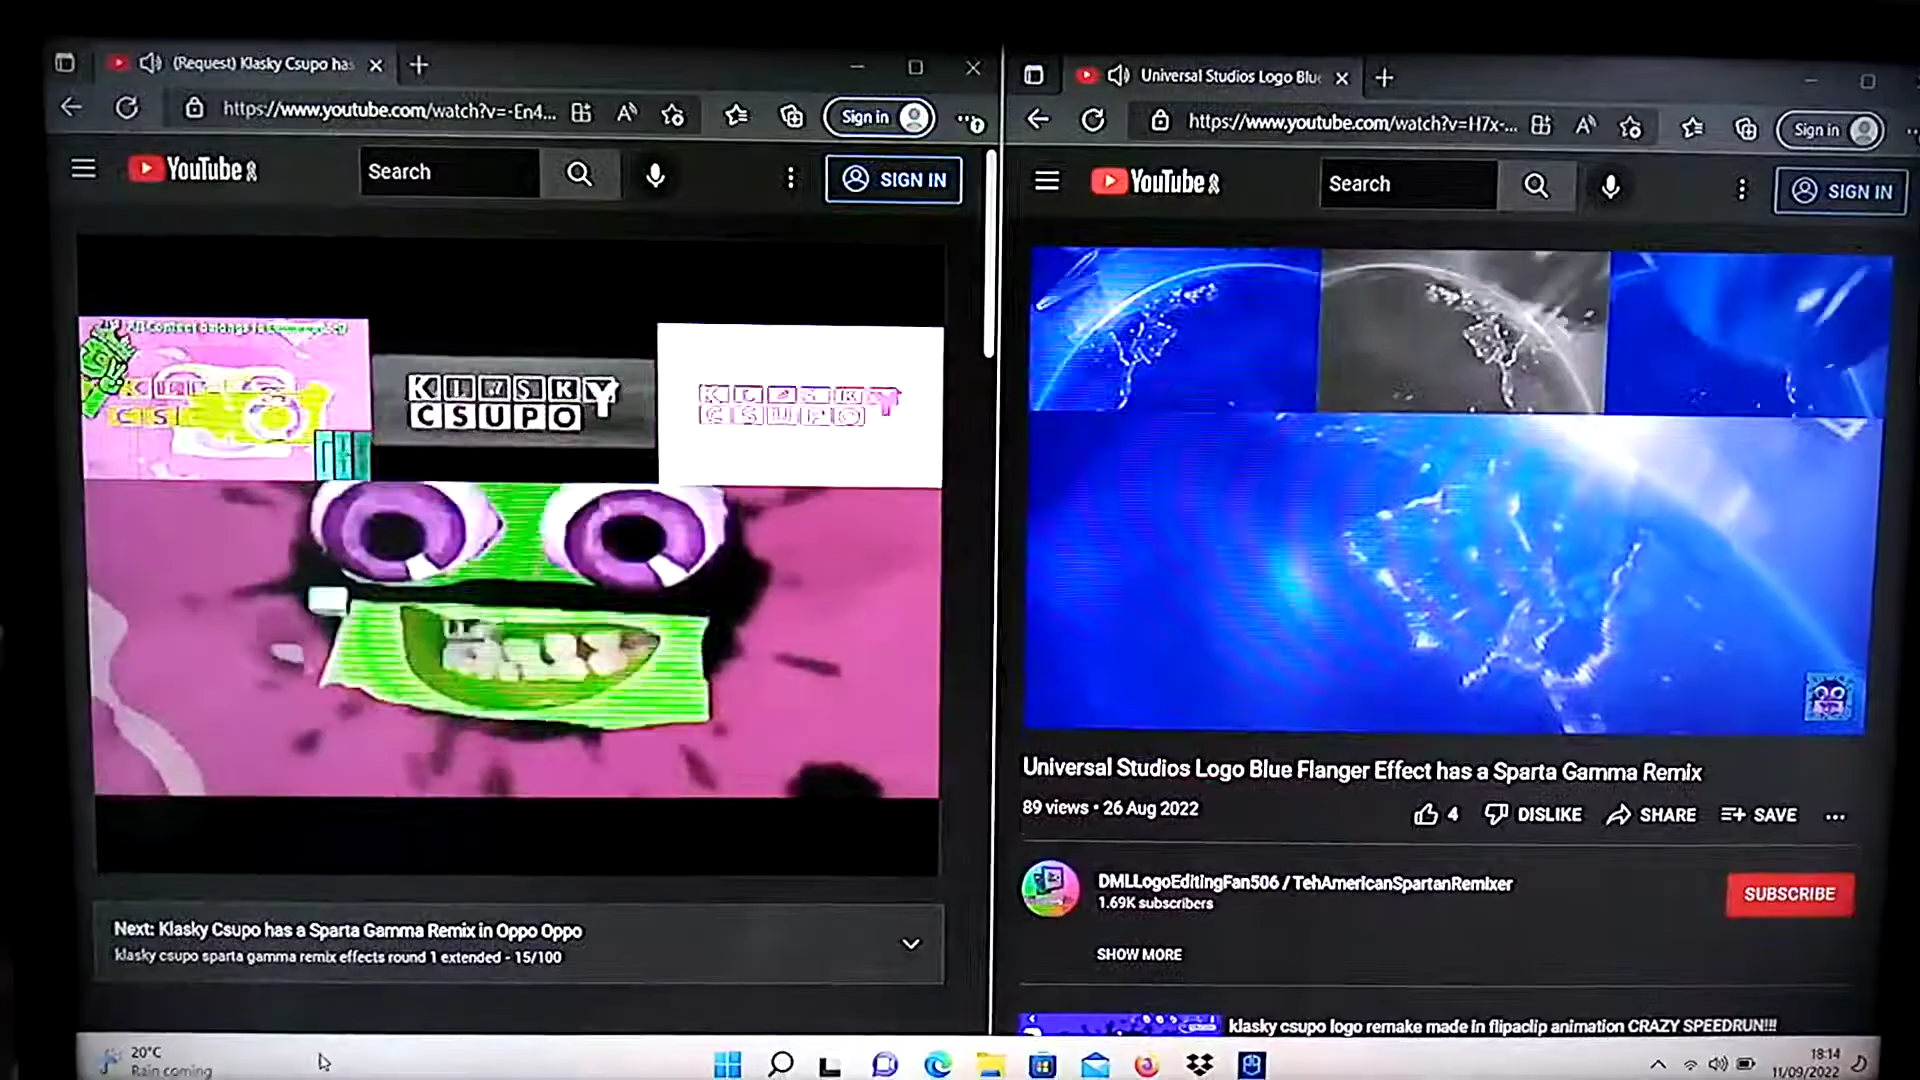 (Request) Klasky Csupo has
https://www.youtube.com/watch?v=-En4...
Sign in
YouTube
Search
SIGN IN
KLASKY
CSUPO
KLASKY
CSUPO
Next: Klasky Csupo has a Sparta Gamma Remix in Oppo Oppo
klasky csupo sparta gamma remix effects round 1 extended - 15/100
Universal Studios Logo Blue
https://www.youtube.com/watch?v=H7x-...
Sign in
YouTube
Search
SIGN IN
Universal Studios Logo Blue Flanger Effect has a Sparta Gamma Remix
89 views • 26 Aug 2022
4 DISLIKE SHARE SAVE
DMLLogoEditingFan506 / TehAmericanSpartanRemixer
1.69K subscribers
SUBSCRIBE
SHOW MORE
klasky csupo logo remake made in flipaclip animation CRAZY SPEEDRUN!!!
20°C
Rain coming
18:14
11/09/2022